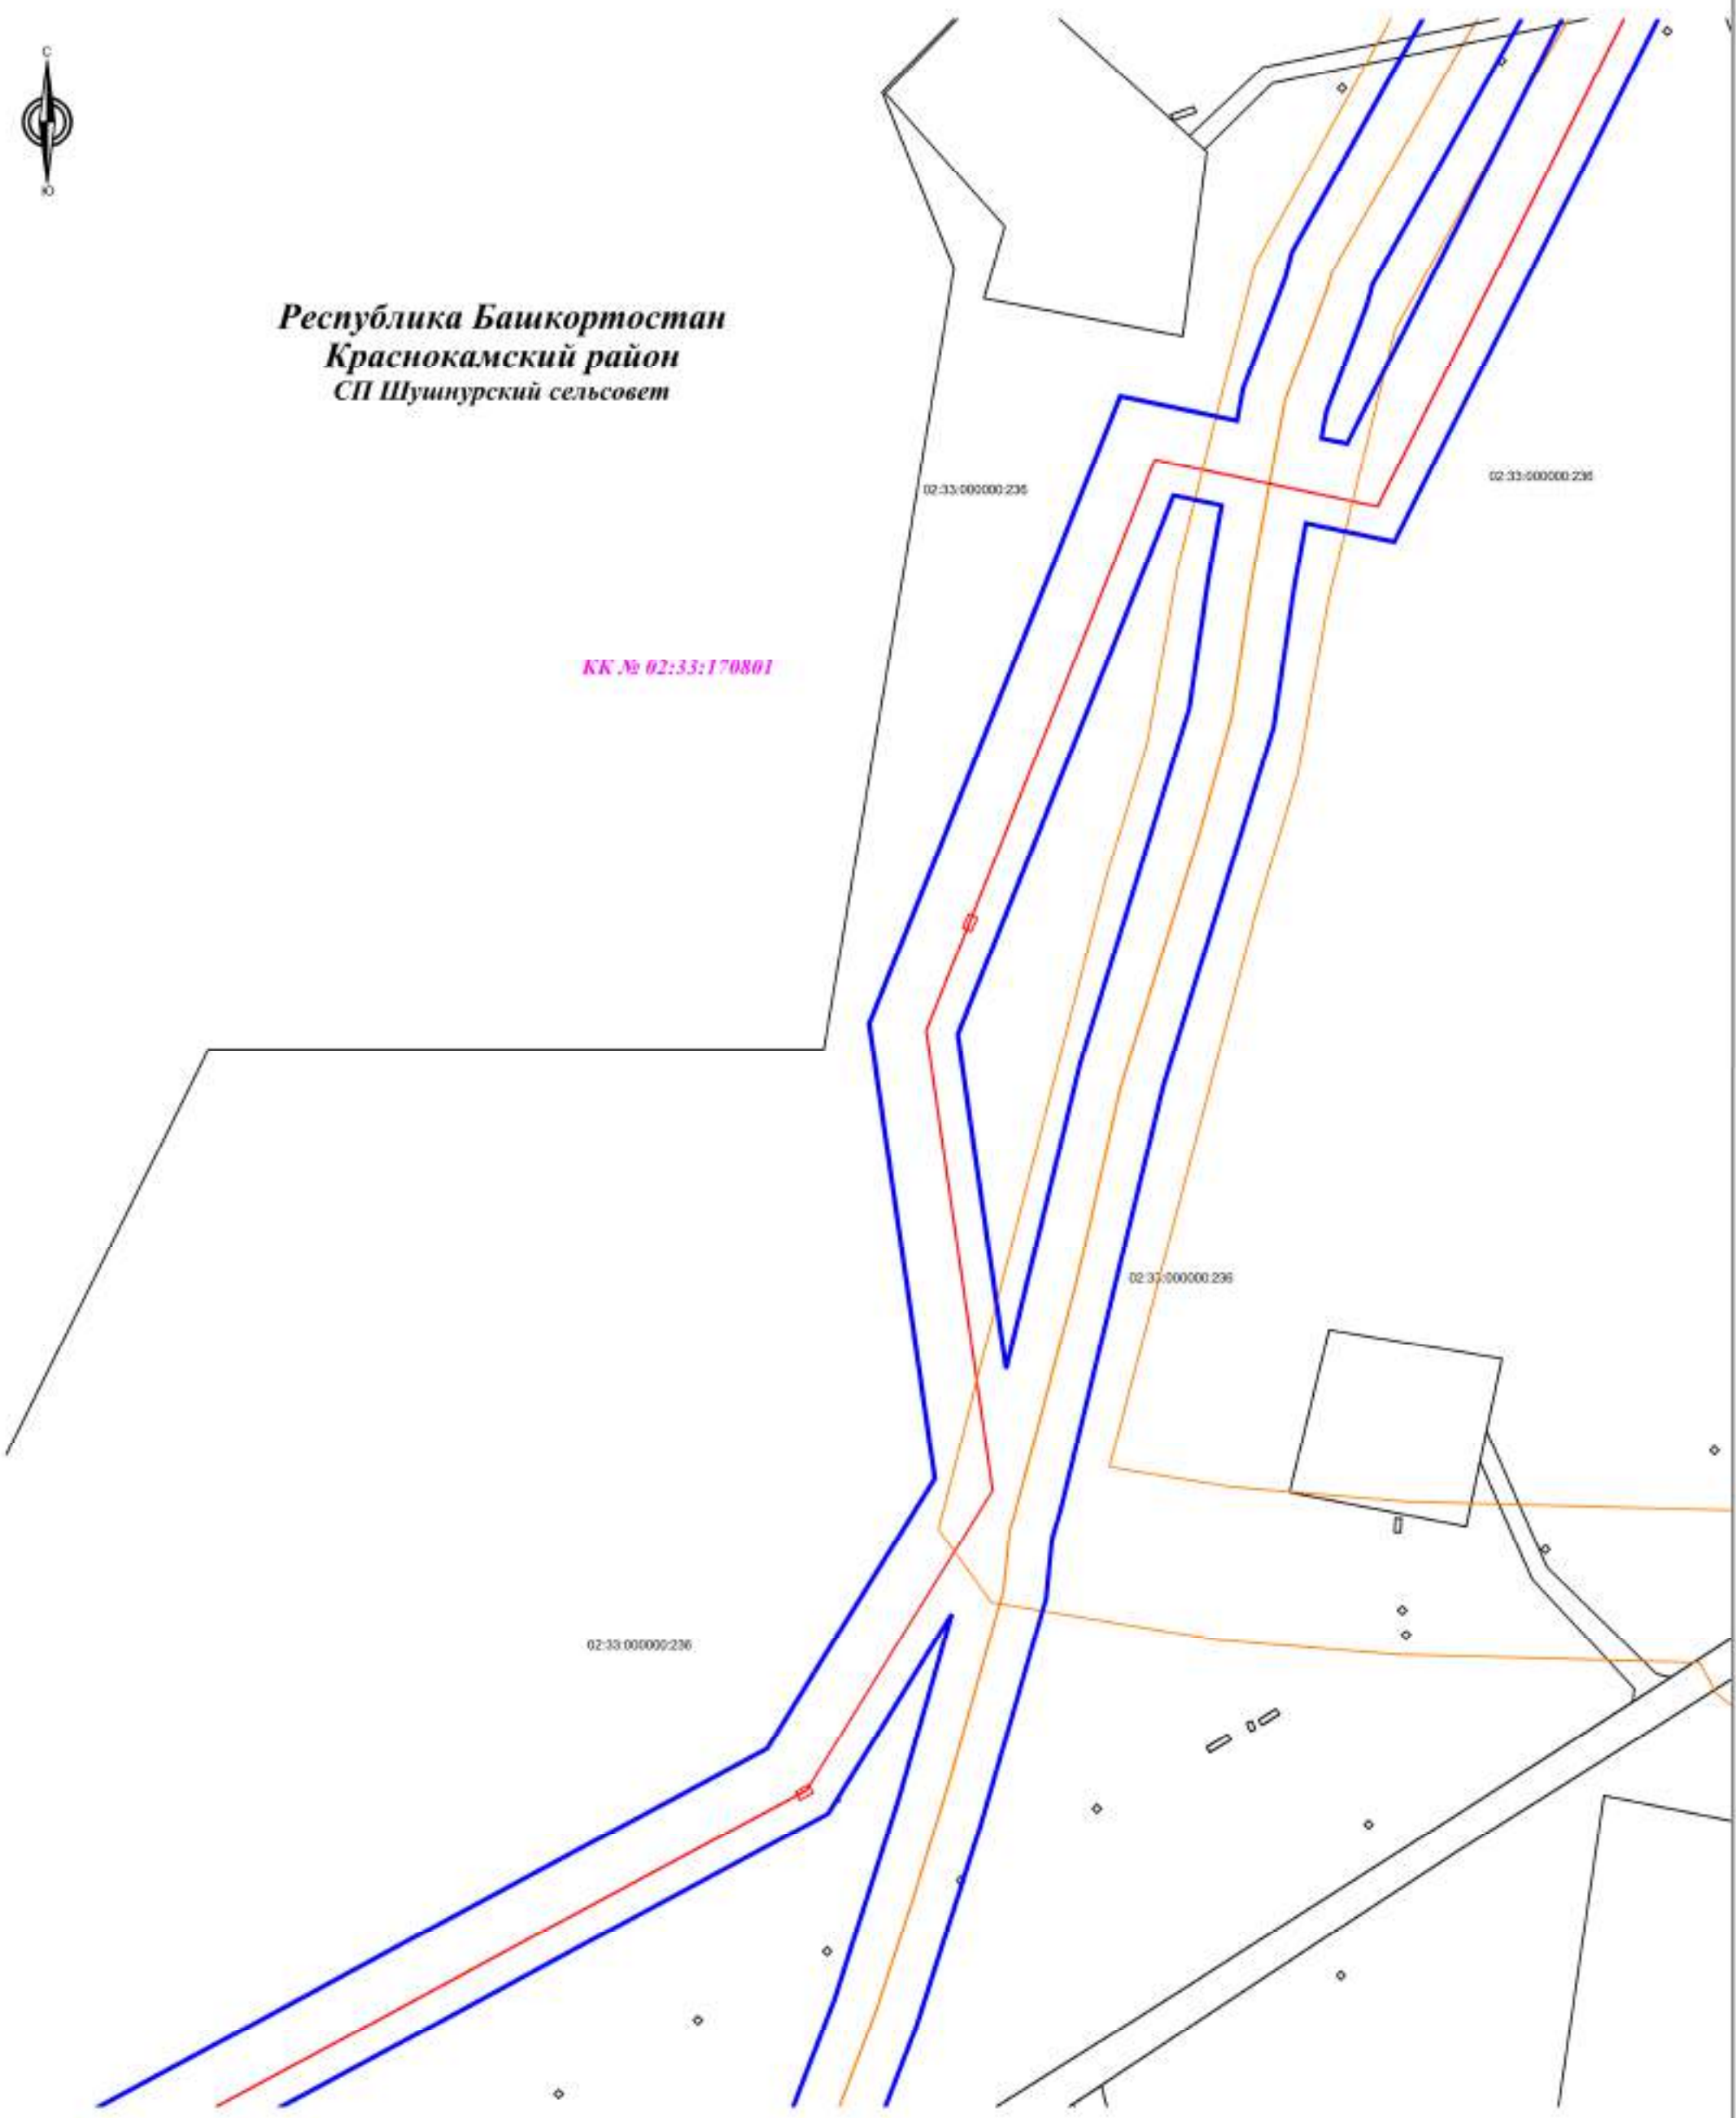 С
Ю
Республика Башкортостан
Краснокамский район
СП Шушнурский сельсовет
02:33:000000:236
02:33:000000:236
КК № 02:33:170801
02:33:000000:236
02:33:000000:236